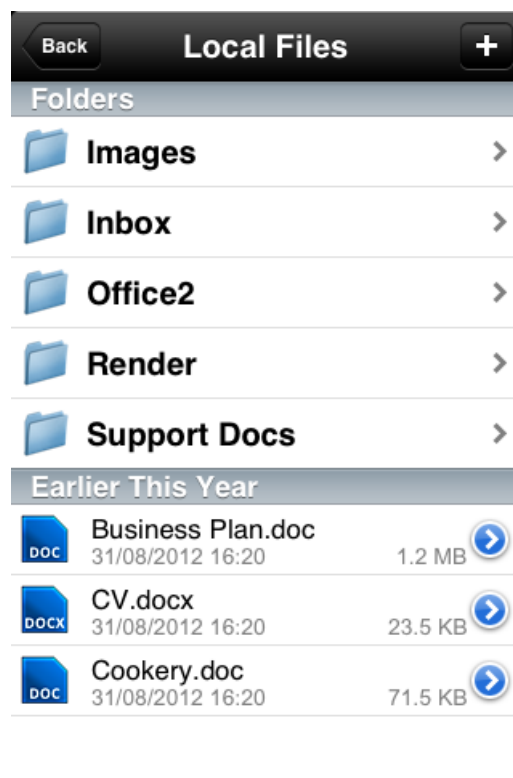 Back Local Files +
Folders
Images
Inbox
Office2
Render
Support Docs
Earlier This Year
Business Plan.doc
DOC 31/08/2012 16:20 1.2 MB
CV.docx
DOCX 31/08/2012 16:20 23.5 KB
Cookery.doc
DOC 31/08/2012 16:20 71.5 KB